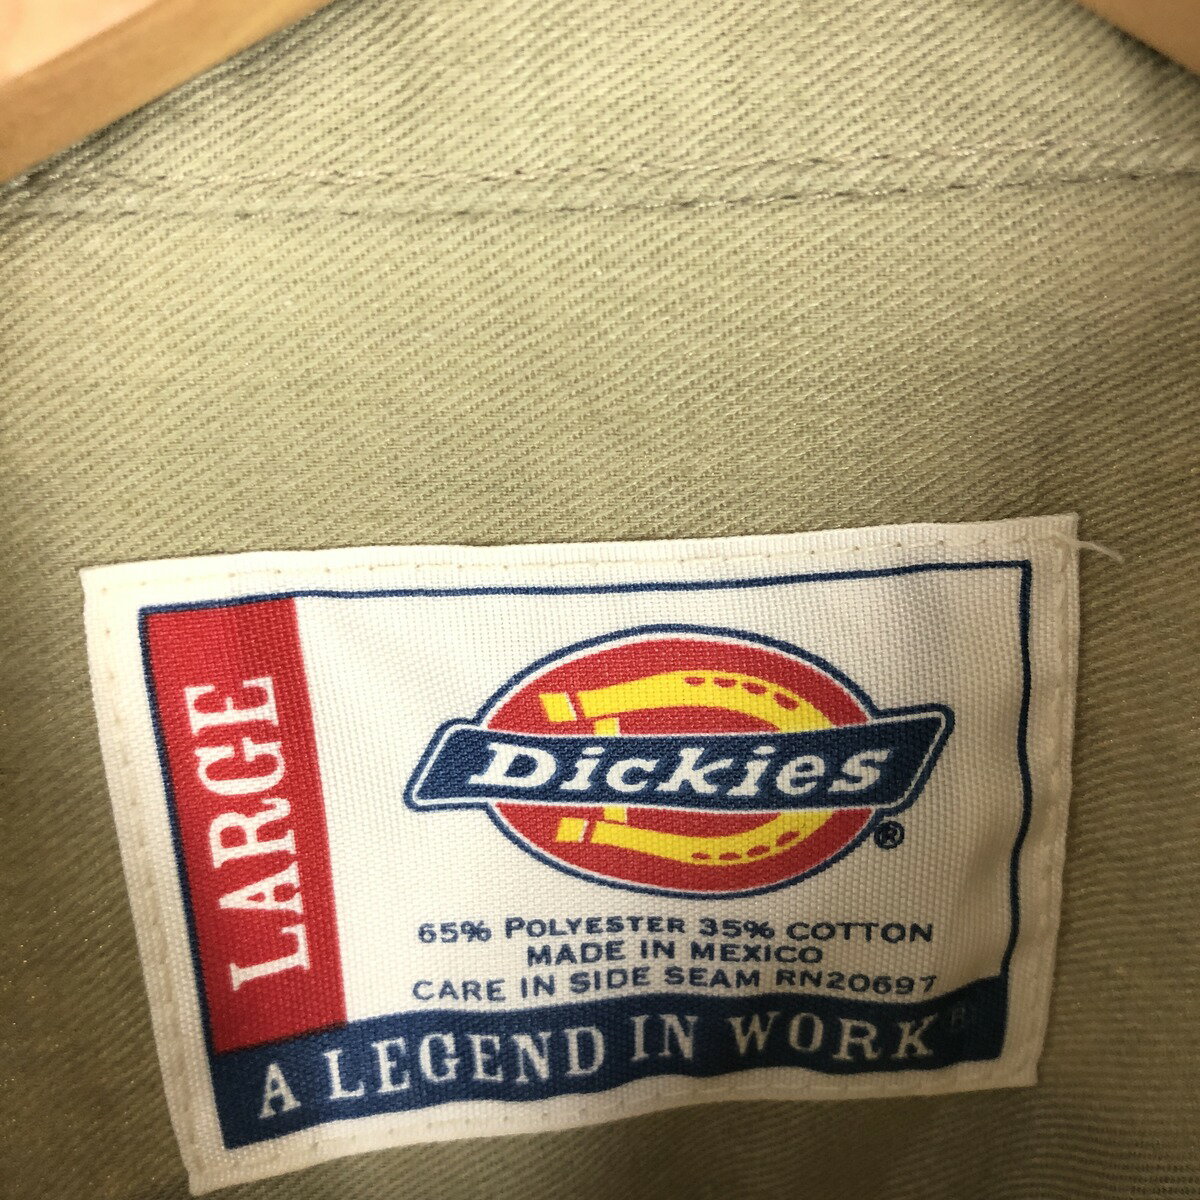 LARGE
Dickies
®
65% POLYESTER 35% COTTON
MADE IN MEXICO
CARE IN SIDE SEAM RN20697
A LEGEND IN WORK®